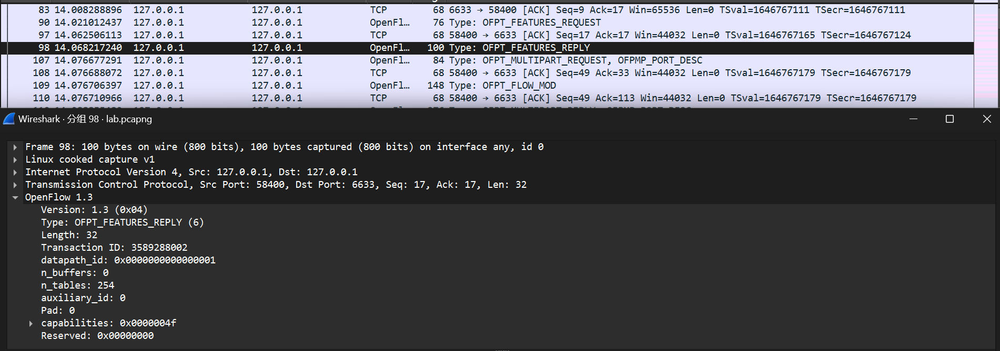 83 14.008288896 127.0.0.1 127.0.0.1 TCP 68 6633 → 58400 [ACK] Seq=9 Ack=17 Win=65536 Len=0 TSval=1646767111 TSecr=1646767111
90 14.021012437 127.0.0.1 127.0.0.1 OpenFl… 76 Type: OFPT_FEATURES_REQUEST
97 14.062506113 127.0.0.1 127.0.0.1 TCP 68 58400 → 6633 [ACK] Seq=17 Ack=17 Win=44032 Len=0 TSval=1646767165 TSecr=1646767124
98 14.068217240 127.0.0.1 127.0.0.1 OpenFl… 100 Type: OFPT_FEATURES_REPLY
107 14.076677291 127.0.0.1 127.0.0.1 OpenFl… 84 Type: OFPT_MULTIPART_REQUEST, OFPMP_PORT_DESC
108 14.076688072 127.0.0.1 127.0.0.1 TCP 68 58400 → 6633 [ACK] Seq=49 Ack=33 Win=44032 Len=0 TSval=1646767179 TSecr=1646767179
109 14.076706397 127.0.0.1 127.0.0.1 OpenFl… 148 Type: OFPT_FLOW_MOD
110 14.076710966 127.0.0.1 127.0.0.1 TCP 68 58400 → 6633 [ACK] Seq=49 Ack=113 Win=44032 Len=0 TSval=1646767179 TSecr=1646767179
Wireshark · 分组 98 · lab.pcapng
Frame 98: 100 bytes on wire (800 bits), 100 bytes captured (800 bits) on interface any, id 0
Linux cooked capture v1
Internet Protocol Version 4, Src: 127.0.0.1, Dst: 127.0.0.1
Transmission Control Protocol, Src Port: 58400, Dst Port: 6633, Seq: 17, Ack: 17, Len: 32
OpenFlow 1.3
Version: 1.3 (0x04)
Type: OFPT_FEATURES_REPLY (6)
Length: 32
Transaction ID: 3589288002
datapath_id: 0x0000000000000001
n_buffers: 0
n_tables: 254
auxiliary_id: 0
Pad: 0
capabilities: 0x0000004f
Reserved: 0x00000000